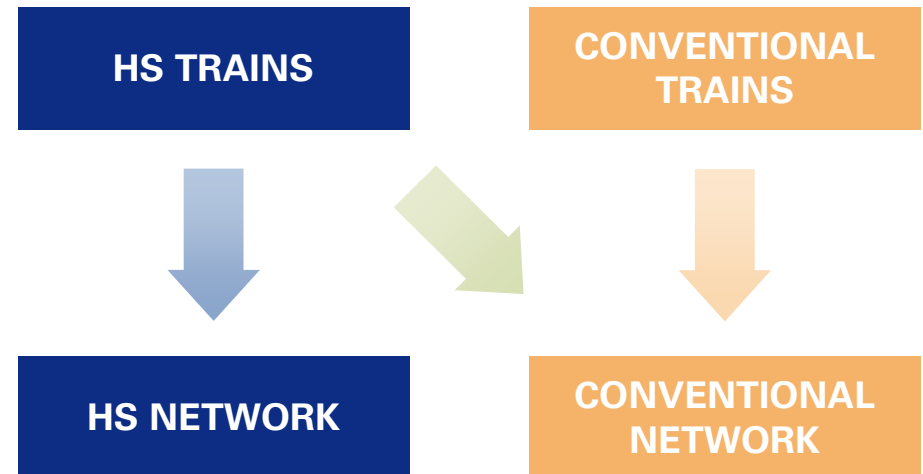 HS TRAINS
CONVENTIONAL
TRAINS
HS NETWORK
CONVENTIONAL
NETWORK